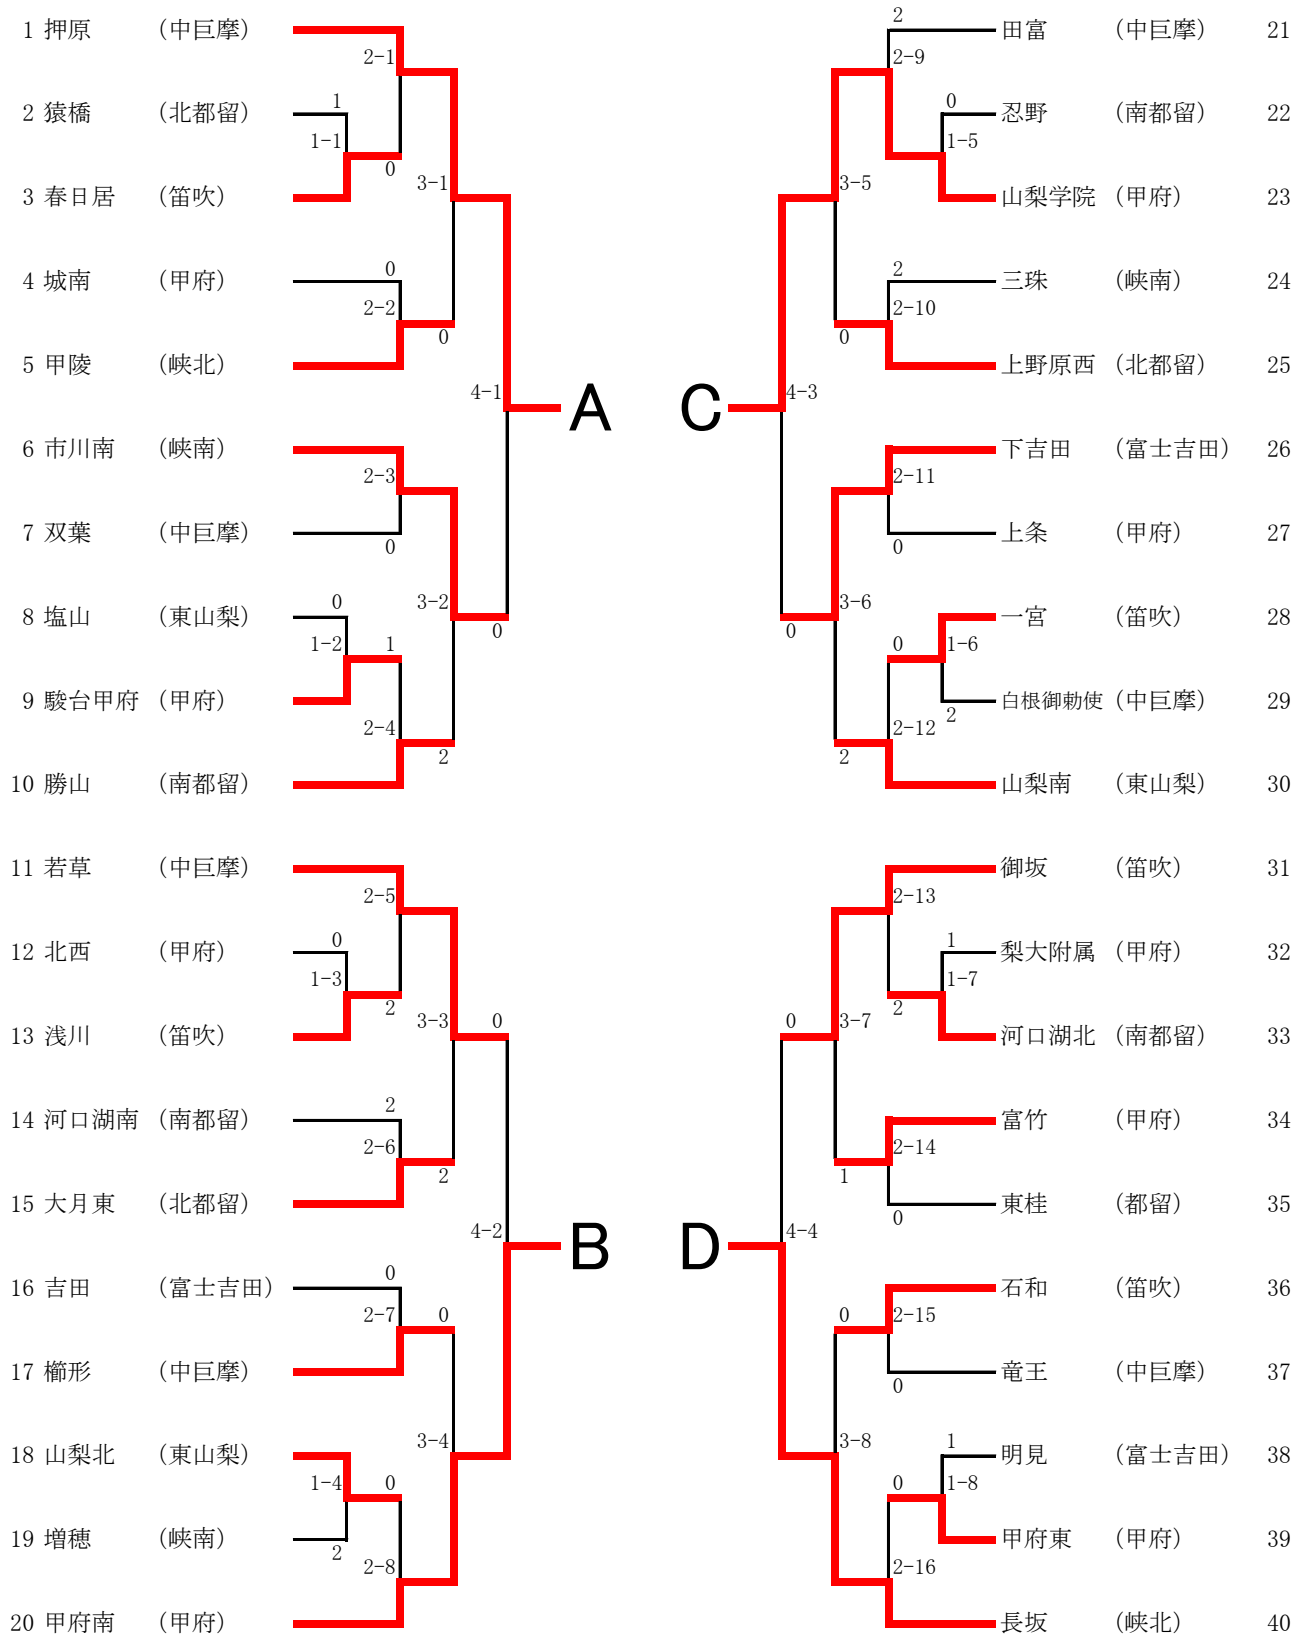 1 押原 (中巨摩)
2-1
2 猿橋 (北都留)
1
1-1
0
3 春日居 (笛吹)
3-1
4 城南 (甲府)
0
2-2
0
5 甲陵 (峡北)
4-1
A
6 市川南 (峡南)
2-3
7 双葉 (中巨摩)
0
8 塩山 (東山梨)
0
3-2
0
1-2
1
9 駿台甲府 (甲府)
2-4
2
10 勝山 (南都留)
11 若草 (中巨摩)
2-5
12 北西 (甲府)
0
1-3
2
13 浅川 (笛吹)
3-3
0
14 河口湖南 (南都留)
2
2-6
2
15 大月東 (北都留)
4-2
B
16 吉田 (富士吉田)
0
2-7
0
17 櫛形 (中巨摩)
18 山梨北 (東山梨)
3-4
1-4
0
19 増穂 (峡南)
2
2-8
20 甲府南 (甲府)
2
田富 (中巨摩) 21
2-9
0
忍野 (南都留) 22
1-5
山梨学院 (甲府) 23
3-5
2
三珠 (峡南) 24
2-10
0
上野原西 (北都留) 25
C
4-3
下吉田 (富士吉田) 26
2-11
上条 (甲府) 27
0
3-6
0
一宮 (笛吹) 28
0
1-6
白根御勅使 (中巨摩) 29
2
2-12
2
山梨南 (東山梨) 30
御坂 (笛吹) 31
2-13
1
梨大附属 (甲府) 32
1-7
2
河口湖北 (南都留) 33
0
3-7
富竹 (甲府) 34
2-14
1
東桂 (都留) 35
0
D
4-4
石和 (笛吹) 36
0
2-15
竜王 (中巨摩) 37
0
3-8
1
明見 (富士吉田) 38
0
1-8
甲府東 (甲府) 39
2-16
長坂 (峡北) 40